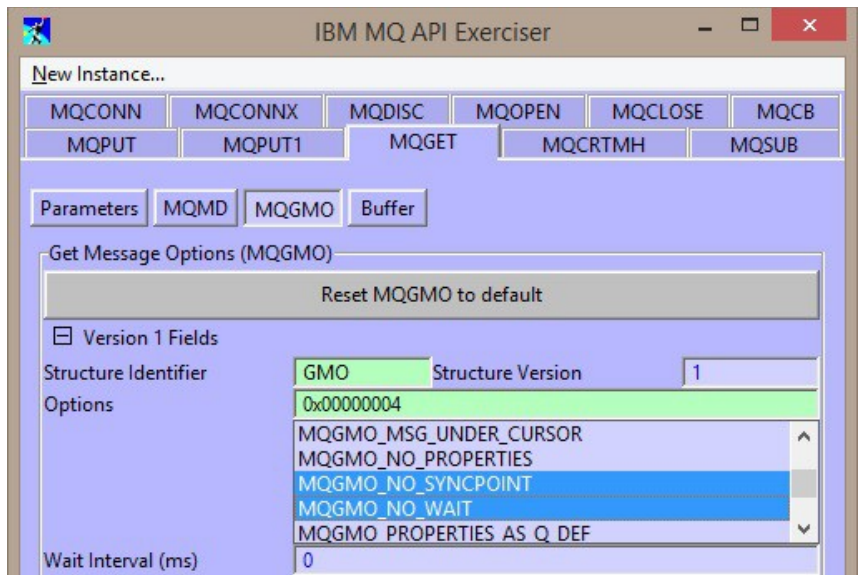 IBM MQ API Exerciser
New Instance...
MQCONN MQCONNX MQDISC MQOPEN MQCLOSE MQCB
MQPUT MQPUT1 MQGET MQCRTMH MQSUB
Parameters MQMD MQGMO Buffer
Get Message Options (MQGMO)
Reset MQGMO to default
Version 1 Fields
Structure Identifier GMO Structure Version 1
Options 0x00000004
MQGMO_MSG_UNDER_CURSOR
MQGMO_NO_PROPERTIES
MQGMO_NO_SYNCPOINT
MQGMO_NO_WAIT
MQGMO_PROPERTIES_AS_Q_DEF
Wait Interval (ms) 0